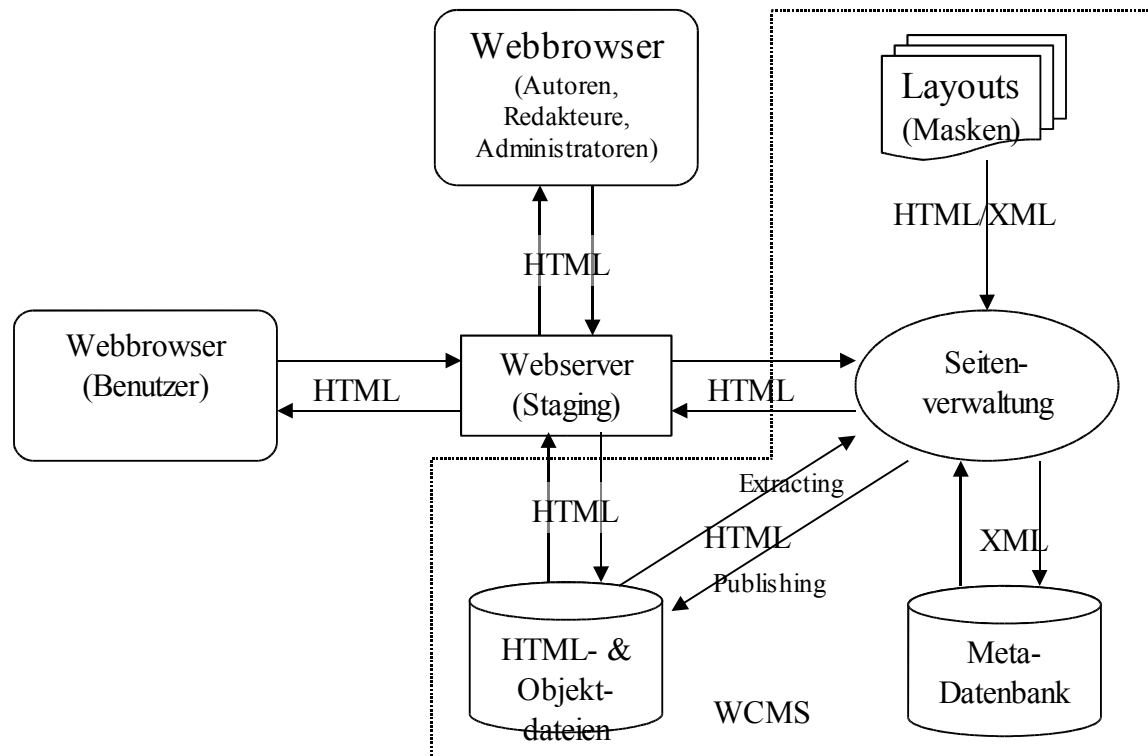 Webbrowser
(Autoren,
Redakteure,
Administratoren)
Layouts
(Masken)
HTML/XML
HTML
Webbrowser
(Benutzer)
HTML
Webserver
(Staging)
HTML
Seiten-
verwaltung
HTML
Extracting
HTML
Publishing
XML
HTML- &
Objekt-
dateien
WCMS
Meta-
Datenbank